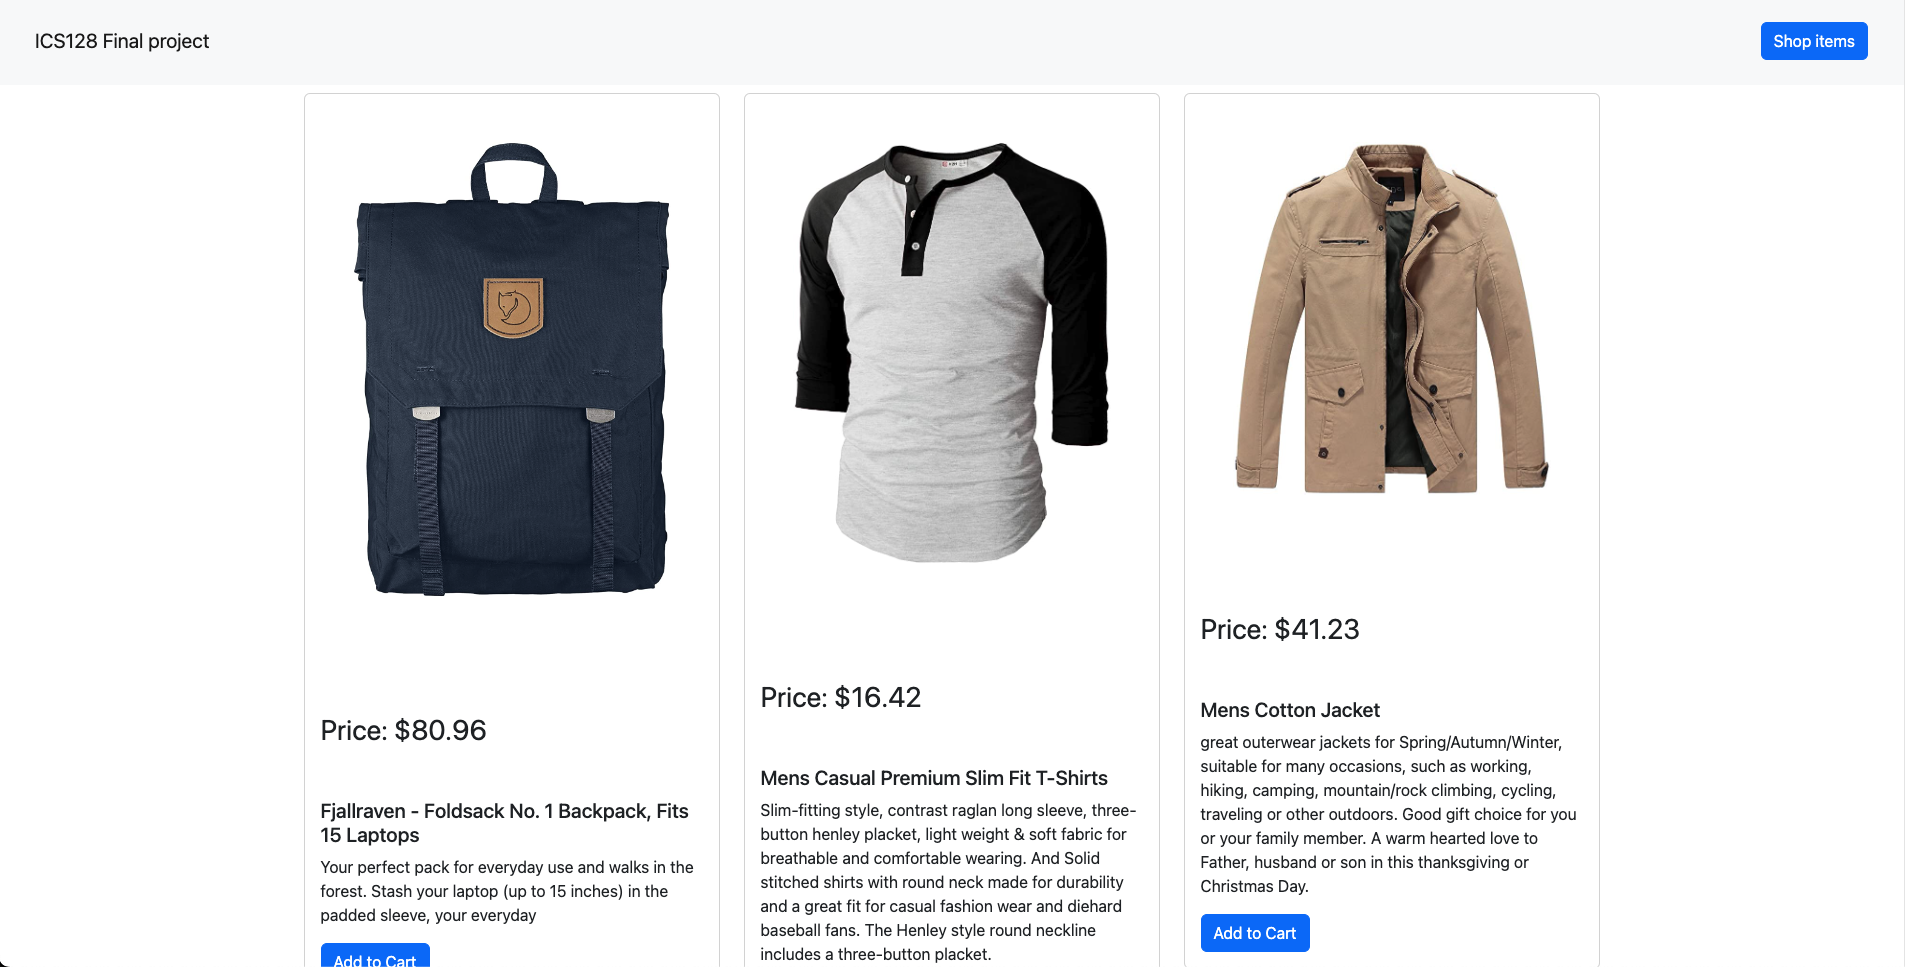 ICS128 Final project
Shop items
Price: $80.96
Fjallraven - Foldsack No. 1 Backpack, Fits
15 Laptops
Your perfect pack for everyday use and walks in the
forest. Stash your laptop (up to 15 inches) in the
padded sleeve, your everyday
Add to Cart
Price: $16.42
Mens Casual Premium Slim Fit T-Shirts
Slim-fitting style, contrast raglan long sleeve, three-
button henley placket, light weight & soft fabric for
breathable and comfortable wearing. And Solid
stitched shirts with round neck made for durability
and a great fit for casual fashion wear and diehard
baseball fans. The Henley style round neckline
includes a three-button placket.
Price: $41.23
Mens Cotton Jacket
great outerwear jackets for Spring/Autumn/Winter,
suitable for many occasions, such as working,
hiking, camping, mountain/rock climbing, cycling,
traveling or other outdoors. Good gift choice for you
or your family member. A warm hearted love to
Father, husband or son in this thanksgiving or
Christmas Day.
Add to Cart